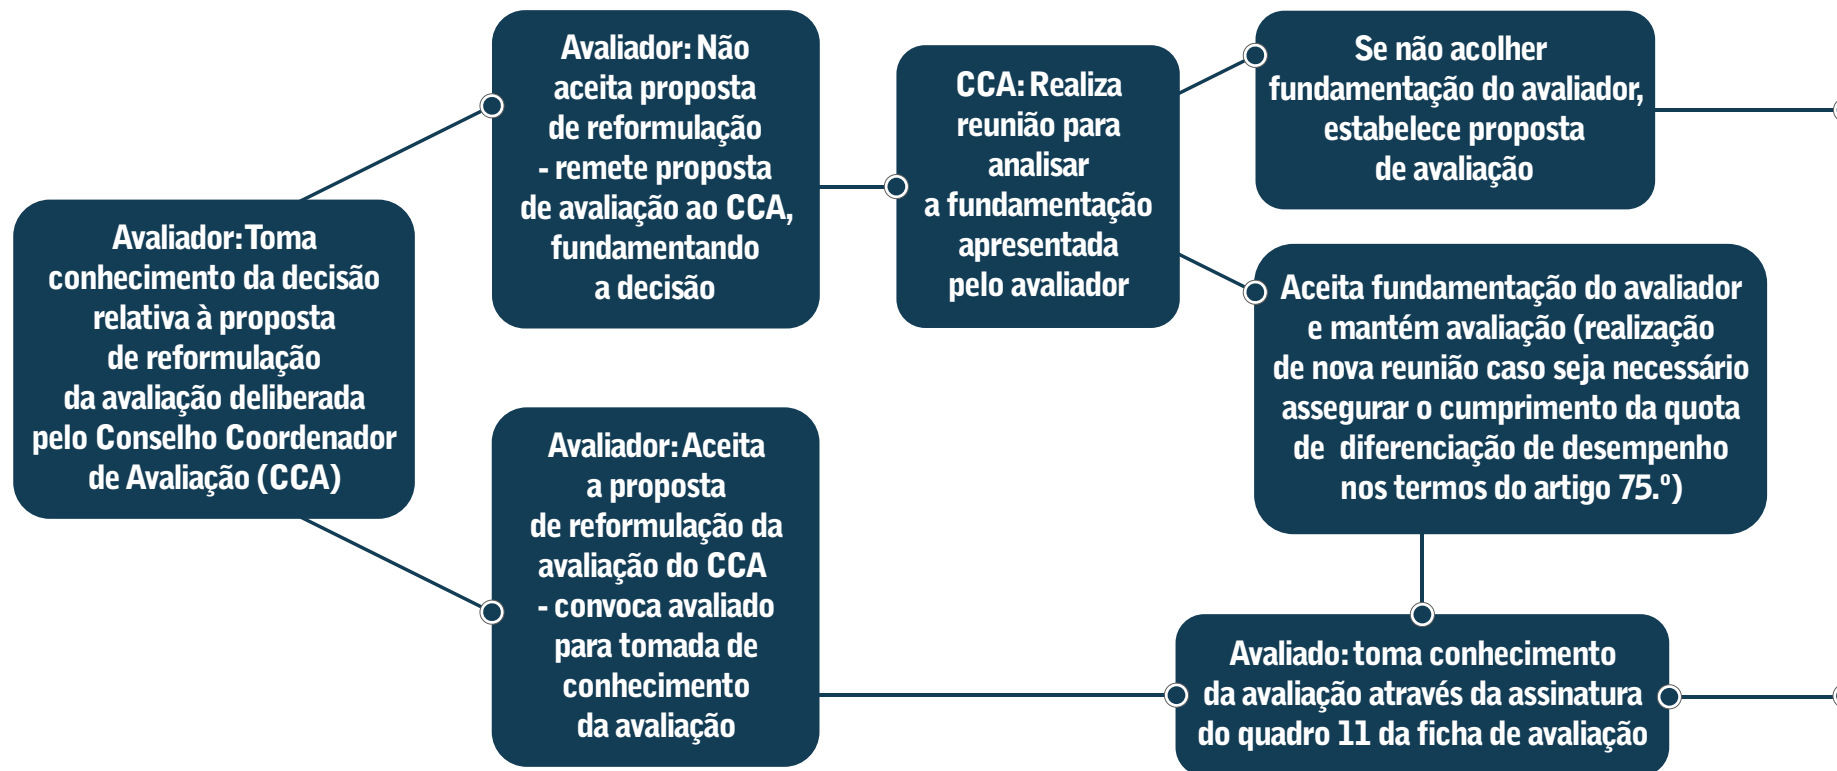 Avaliador: Toma
conhecimento da decisão
relativa à proposta
de reformulação
da avaliação deliberada
pelo Conselho Coordenador
de Avaliação (CCA)
Avaliador: Não
aceita proposta
de reformulação
- remete proposta
de avaliação ao CCA,
fundamentando
a decisão
CCA: Realiza
reunião para
analisar
a fundamentação
apresentada
pelo avaliador
Se não acolher
fundamentação do avaliador,
estabelece proposta
de avaliação
Aceita fundamentação do avaliador
e mantém avaliação (realização
de nova reunião caso seja necessário
assegurar o cumprimento da quota
de diferenciação de desempenho
nos termos do artigo 75.º)
Avaliador: Aceita
a proposta
de reformulação da
avaliação do CCA
- convoca avaliado
para tomada de
conhecimento
da avaliação
Avaliado: toma conhecimento
da avaliação através da assinatura
do quadro 11 da ficha de avaliação